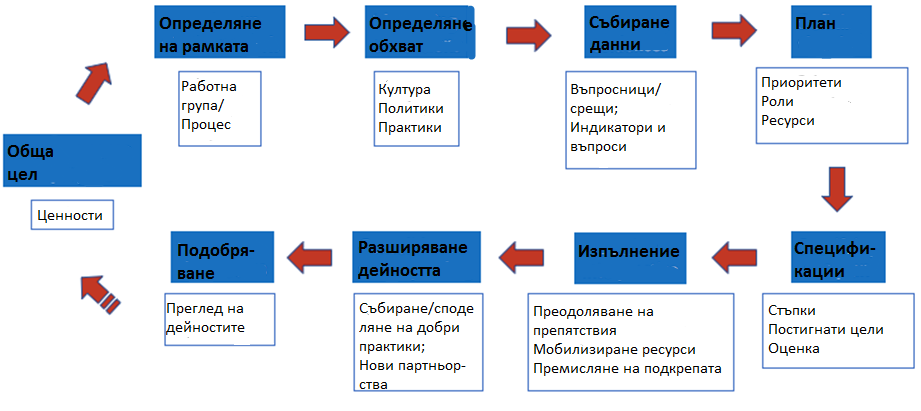 Определяне
на рамката
Работна
група/
Процес
Определяне
обхват
Култура
Политики
Практики
Събиране
данни
Въпросници/
срещи;
Индикатори и
въпроси
План
Приоритети
Роли
Ресурси
Обща
цел
Ценности
Специфи-
кации
Стъпки
Постигнати цели
Оценка
Изпълнение
Преодоляване на
препятствия
Мобилизиране ресурси
Премисляне на подкрепата
Разширяване
дейността
Събиране/споде
ляне на добри
практики;
Нови партньор-
ства
Подобря-
ване
Преглед на
дейностите